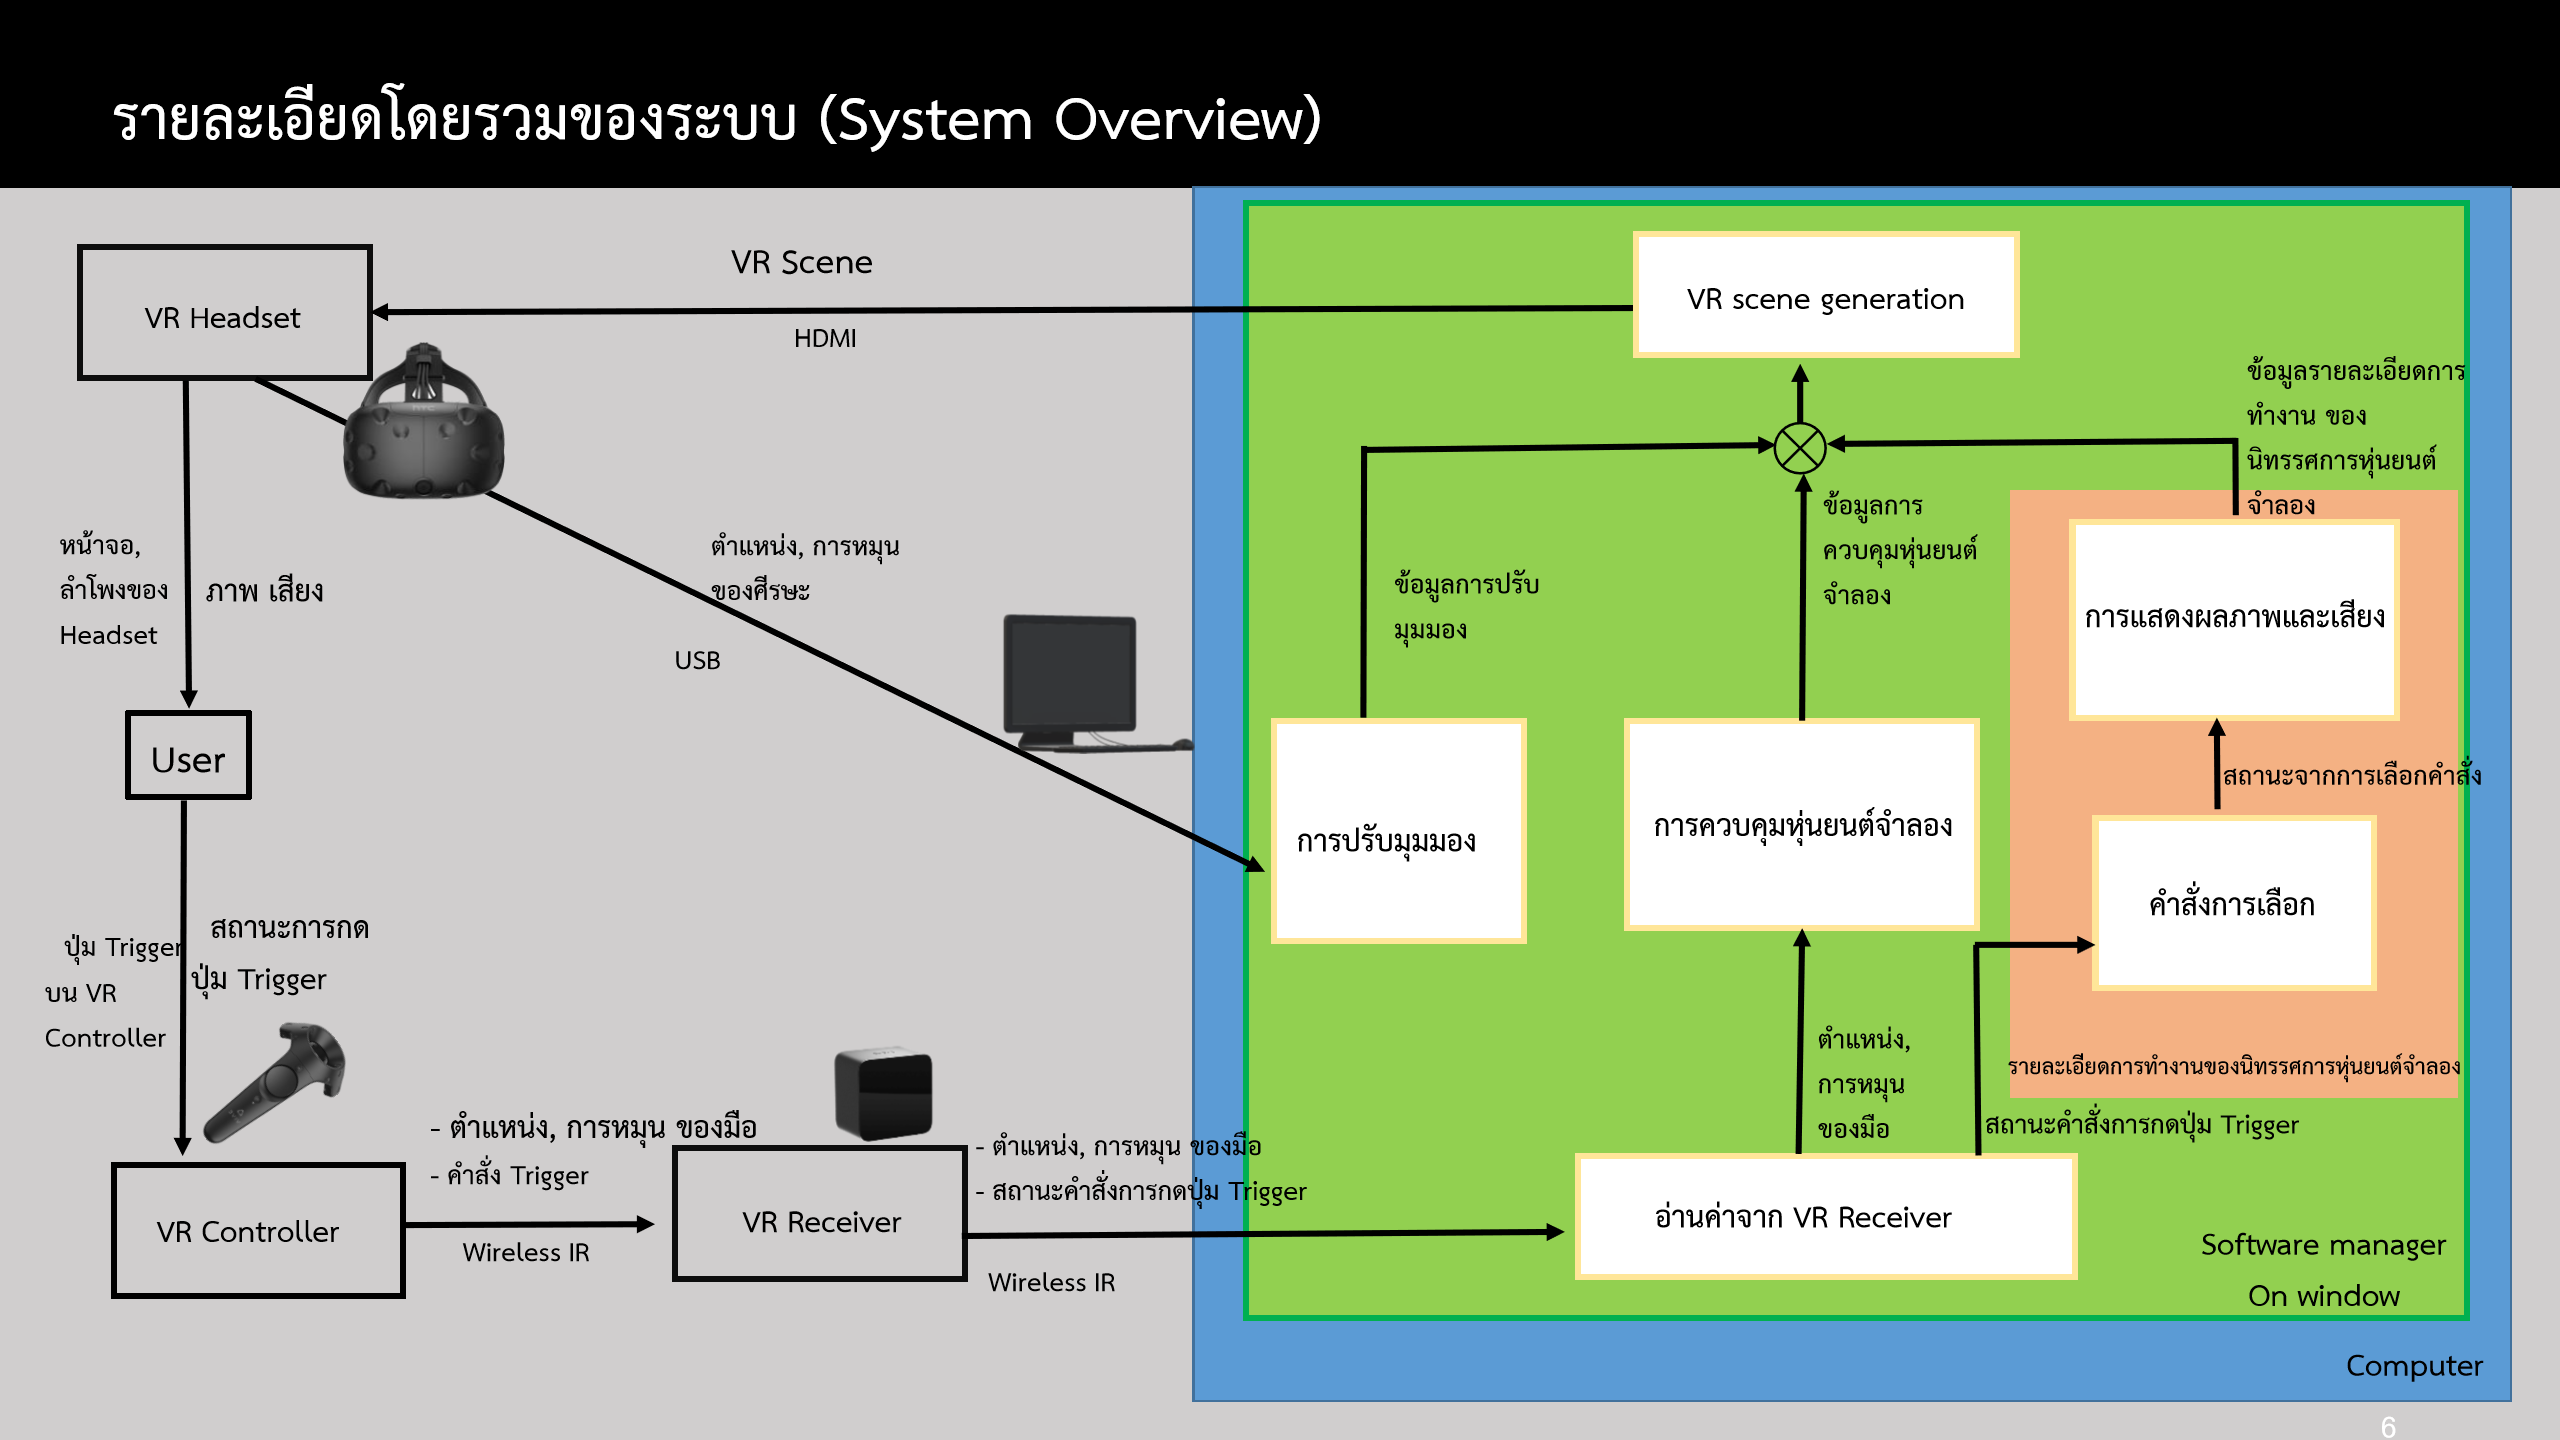 รายละเอียดโดยรวมของระบบ (System Overview)
VR Headset
VR Scene
HDMI
VR scene generation
ข้อมูลรายละเอียดการ
ทำงาน ของ
นิทรรศการหุ่นยนต์
จำลอง
หน้าจอ,
ลำโพงของ
Headset
ภาพ เสียง
ตำแหน่ง, การหมุน
ของศีรษะ
USB
ข้อมูลการปรับ
มุมมอง
ข้อมูลการ
ควบคุมหุ่นยนต์
จำลอง
การแสดงผลภาพและเสียง
User
สถานะจากการเลือกคำสั่ง
การปรับมุมมอง
การควบคุมหุ่นยนต์จำลอง
คำสั่งการเลือก
ปุ่ม Trigger
บน VR
Controller
สถานะการกด
ปุ่ม Trigger
ตำแหน่ง,
การหมุน
ของมือ
รายละเอียดการทำงานของนิทรรศการหุ่นยนต์จำลอง
สถานะคำสั่งการกดปุ่ม Trigger
- ตำแหน่ง, การหมุน ของมือ
- คำสั่ง Trigger
- ตำแหน่ง, การหมุน ของมือ
- สถานะคำสั่งการกดปุ่ม Trigger
VR Controller
Wireless IR
VR Receiver
Wireless IR
อ่านค่าจาก VR Receiver
Software manager
On window
Computer
6